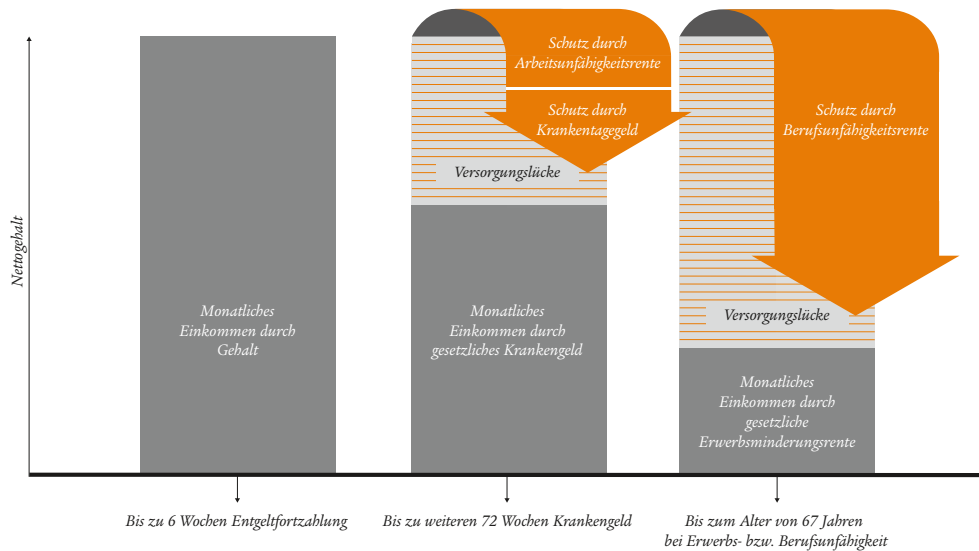 Nettogehalt
Monatliches
Einkommen durch
Gehalt
Schutz durch
Arbeitsunfähigkeitsrente
Schutz durch
Krankentagegeld
Versorgungslücke
Monatliches
Einkommen durch
gesetzliches Krankengeld
Schutz durch
Berufsunfähigkeitsrente
Versorgungslücke
Monatliches
Einkommen durch
gesetzliche
Erwerbsminderungsrente
Bis zu 6 Wochen Entgeltfortzahlung
Bis zu weiteren 72 Wochen Krankengeld
Bis zum Alter von 67 Jahren
bei Erwerbs- bzw. Berufsunfähigkeit